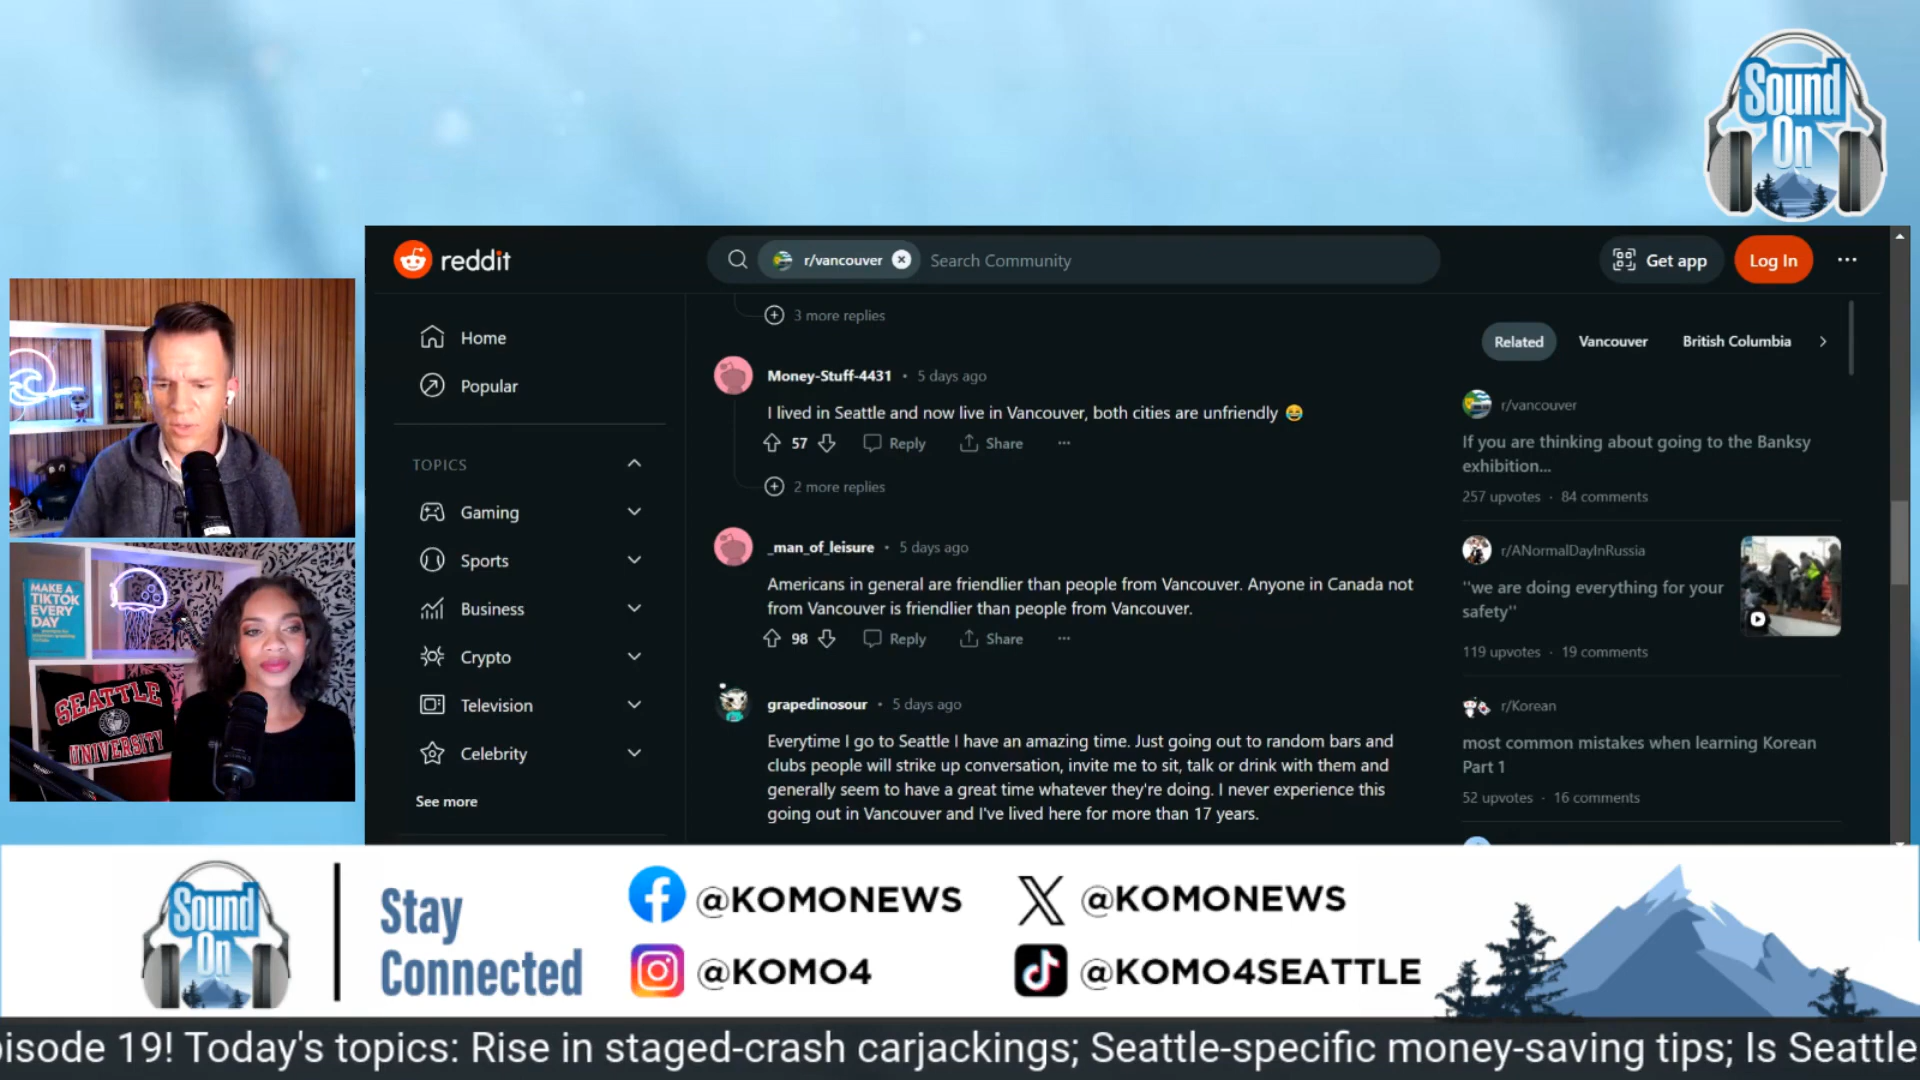 Sound
On
reddit
r/vancouver
Search Community
Get app
Log In
Home
Popular
TOPICS
Gaming
Sports
Business
Crypto
Television
Celebrity
See more
3 more replies
Money-Stuff-4431 • 5 days ago
I lived in Seattle and now live in Vancouver, both cities are unfriendly 😂
57
Reply
Share
2 more replies
_man_of_leisure • 5 days ago
Americans in general are friendlier than people from Vancouver. Anyone in Canada not
from Vancouver is friendlier than people from Vancouver.
98
Reply
Share
grapedinosour • 5 days ago
Everytime I go to Seattle I have an amazing time. Just going out to random bars and
clubs people will strike up conversation, invite me to sit, talk or drink with them and
generally seem to have a great time whatever they're doing. I never experience this
going out in Vancouver and I've lived here for more than 17 years.
Related
Vancouver
British Columbia
r/vancouver
If you are thinking about going to the Banksy
exhibition...
257 upvotes · 84 comments
r/ANormalDayInRussia
"we are doing everything for your
safety"
119 upvotes · 19 comments
r/Korean
most common mistakes when learning Korean
Part 1
52 upvotes · 16 comments
MAKE A
TIKTOK
EVERY
DAY
SEATTLE
UNIVERSITY
Sound
On
Stay
Connected
@KOMONEWS
@KOMO4
@KOMONEWS
@KOMO4SEATTLE
isode 19! Today's topics: Rise in staged-crash carjackings; Seattle-specific money-saving tips; Is Seattle